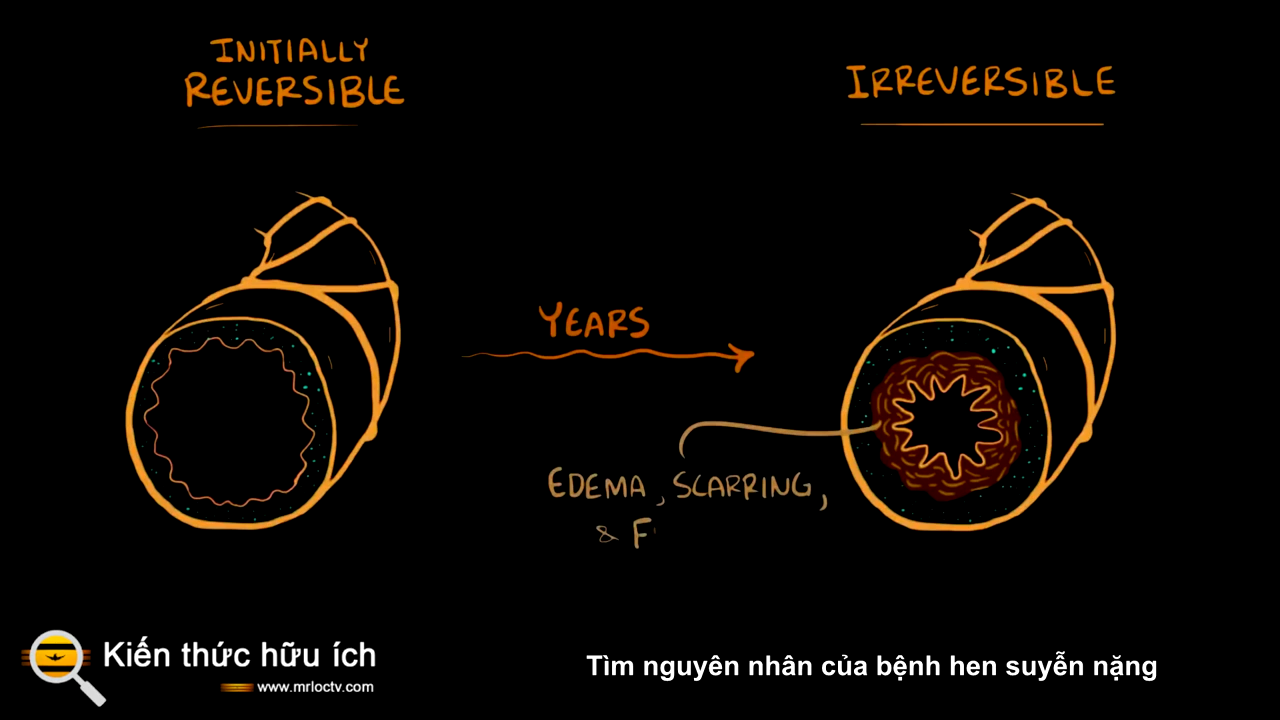 INITIALLY
REVERSIBLE
IRREVERSIBLE
YEARS
EDEMA, SCARRING,
& F
Kiến thức hữu ích
www.mrloctv.com
Tìm nguyên nhân của bệnh hen suyễn nặng